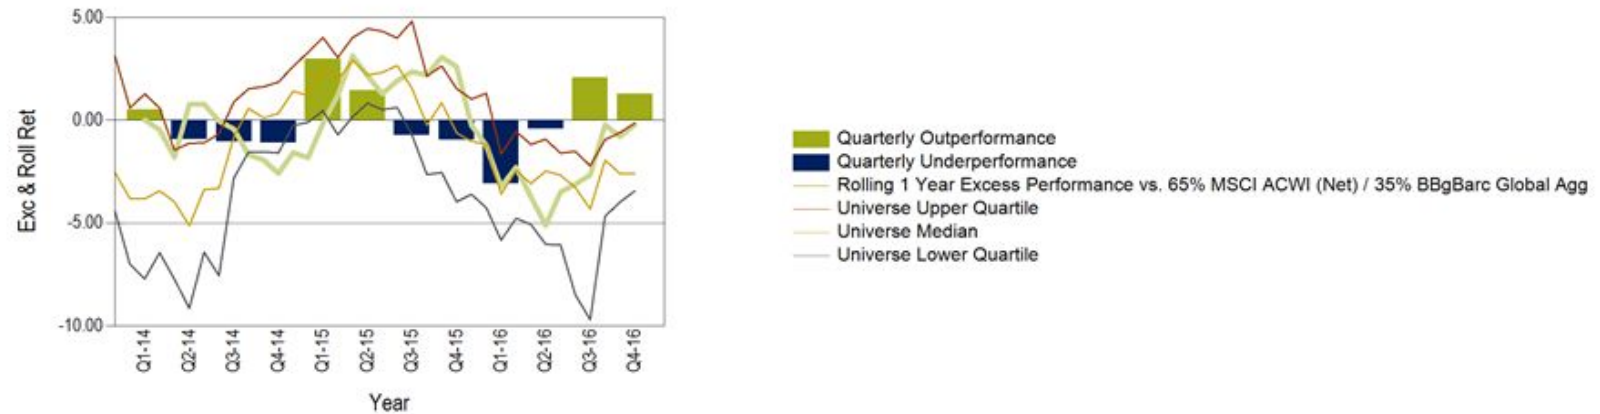 5.00
0.00
-5.00
-10.00
Exc & Roll Ret
Q1-14
Q2-14
Q3-14
Q4-14
Q1-15
Q2-15
Q3-15
Q4-15
Q1-16
Q2-16
Q3-16
Q4-16
Year
Quarterly Outperformance
Quarterly Underperformance
Rolling 1 Year Excess Performance vs. 65% MSCI ACWI (Net) / 35% BBgBarc Global Agg
Universe Upper Quartile
Universe Median
Universe Lower Quartile